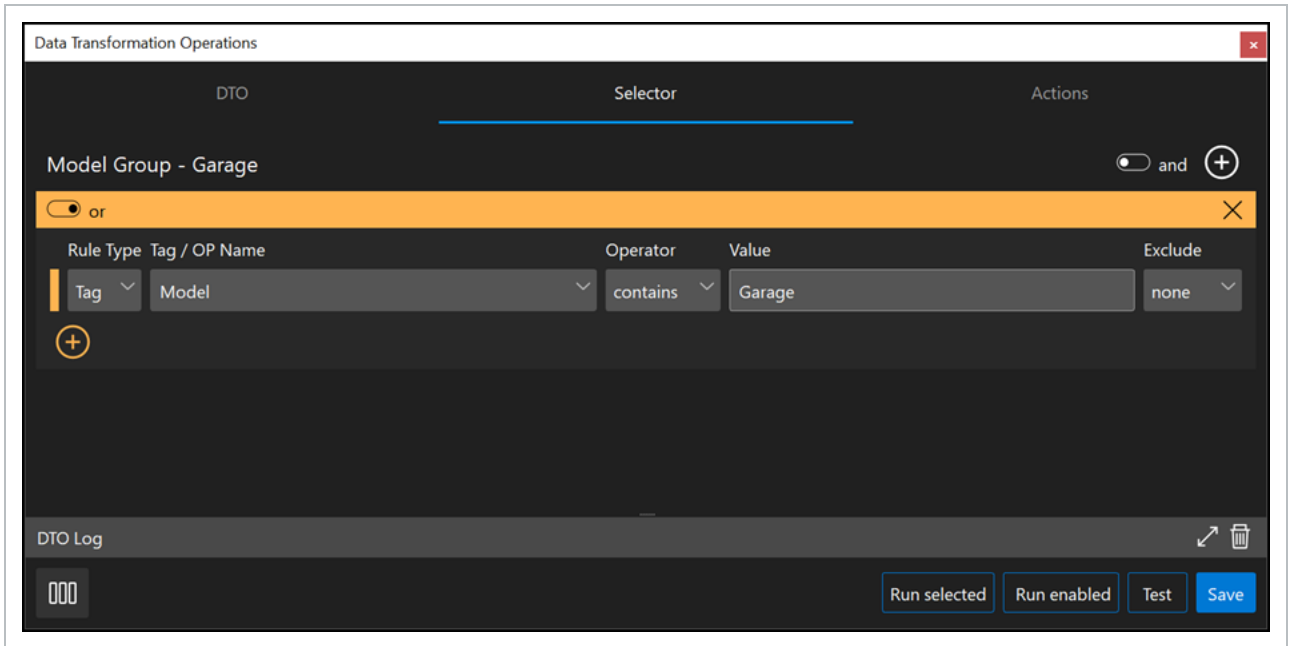 Data Transformation Operations
DTO Selector Actions
Model Group - Garage and
or
Rule Type Tag / OP Name Operator Value Exclude
Tag Model contains Garage none
DTO Log
Run selected Run enabled Test Save